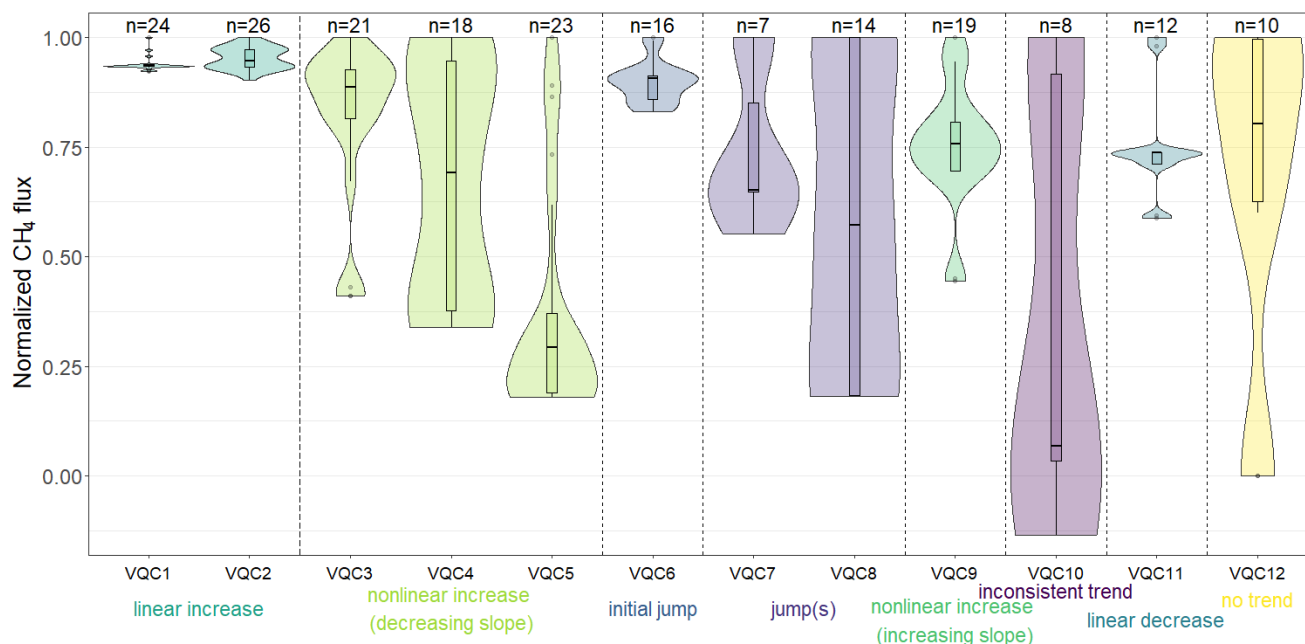 n=24 n=26 n=21 n=18 n=23 n=16 n=7 n=14 n=19 n=8 n=12 n=10
1.00
0.75
0.50
0.25
0.00
Normalized CH₄ flux
VQC1 VQC2 VQC3 VQC4 VQC5 VQC6 VQC7 VQC8 VQC9 VQC10 VQC11 VQC12
linear increase
nonlinear increase
(decreasing slope)
initial jump
jump(s)
nonlinear increase
(increasing slope)
inconsistent trend
linear decrease
no trend